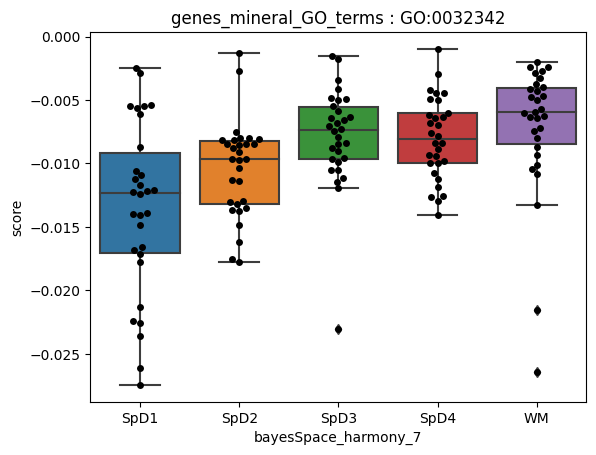 genes_mineral_GO_terms : GO:0032342
0.000
−0.005
−0.010
−0.015
−0.020
−0.025
score
SpD1 SpD2 SpD3 SpD4 WM
bayesSpace_harmony_7